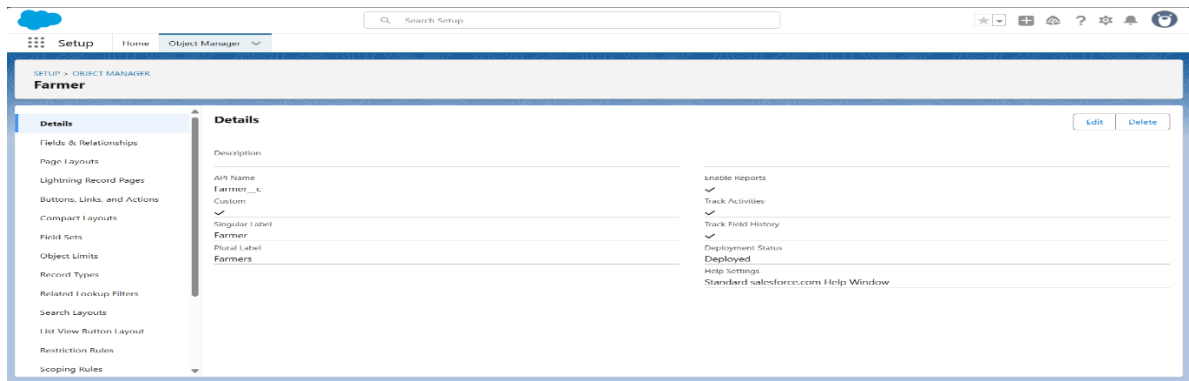 Search Setup
Setup Home Object Manager
SETUP > OBJECT MANAGER
Farmer
Details
Fields & Relationships
Page Layouts
Lightning Record Pages
Buttons, Links, and Actions
Compact Layouts
Field Sets
Object Limits
Record Types
Related Lookup Filters
Search Layouts
List View Button Layout
Restriction Rules
Scoping Rules
Details
Edit Delete
Description
API Name
Farmer__c
Custom
Singular Label
Farmer
Plural Label
Farmers
Enable Reports
Track Activities
Track Field History
Deployment Status
Deployed
Help Settings
Standard salesforce.com Help Window